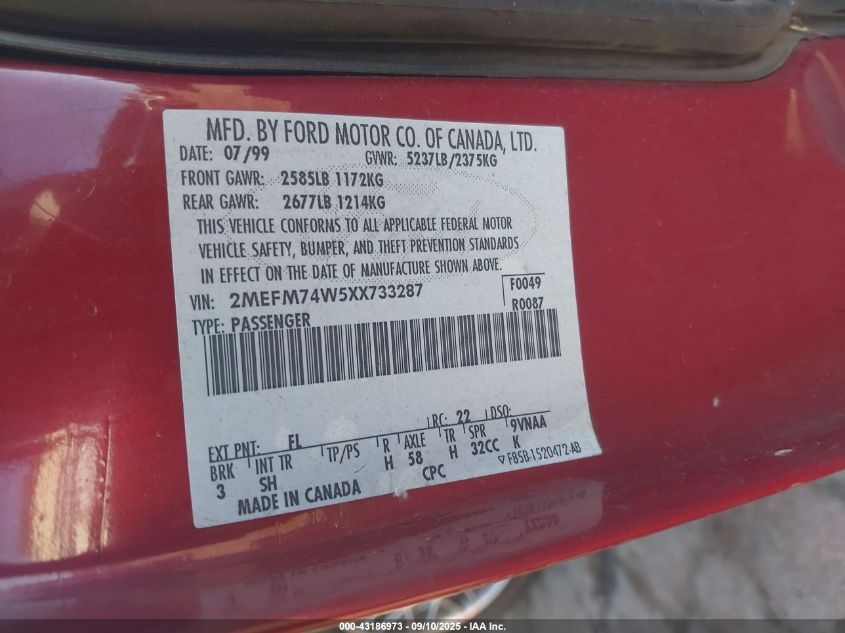 MFD. BY FORD MOTOR CO. OF CANADA, LTD.
DATE: 07/99 GVWR: 5237LB/2375KG
FRONT GAWR: 2585LB 1172KG
REAR GAWR: 2677LB 1214KG
THIS VEHICLE CONFORMS TO ALL APPLICABLE FEDERAL MOTOR
VEHICLE SAFETY, BUMPER, AND THEFT PREVENTION STANDARDS
IN EFFECT ON THE DATE OF MANUFACTURE SHOWN ABOVE.
VIN: 2MEFM74W5XX733287 F0049
TYPE: PASSENGER R0087
EXT PNT: FL RC: 22 DSO: 9VNAA
BRK INT TR TP/PS R AXLE TR SPR K
3 SH H 58 H 32CC
MADE IN CANADA CPC ▽F85B-1520472-AB
000-43186973 - 09/10/2025 - IAA Inc.